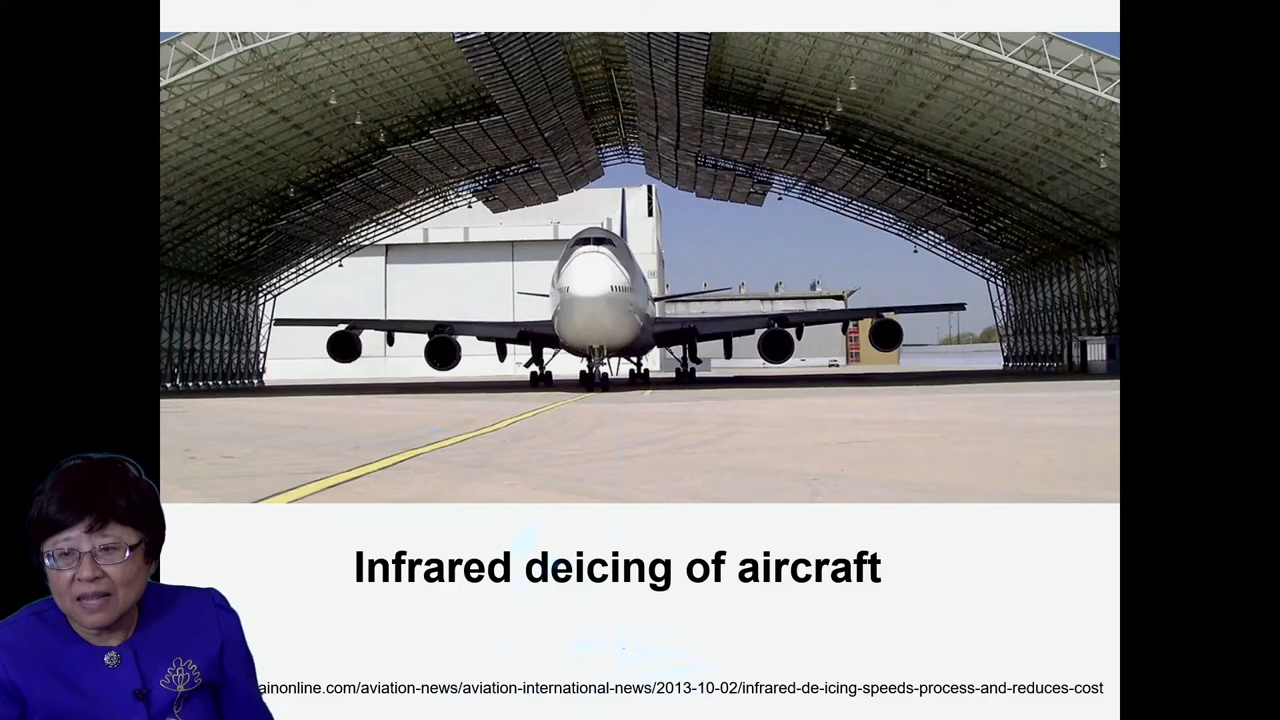 Infrared deicing of aircraft
ainonline.com/aviation-news/aviation-international-news/2013-10-02/infrared-de-icing-speeds-process-and-reduces-cost